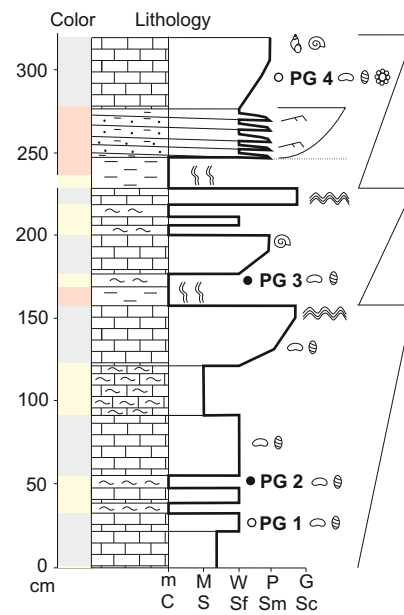 Color Lithology
300
PG 4
250
200
PG 3
150
100
PG 2
50
PG 1
0
cm
m M W P G
C S Sf Sm Sc